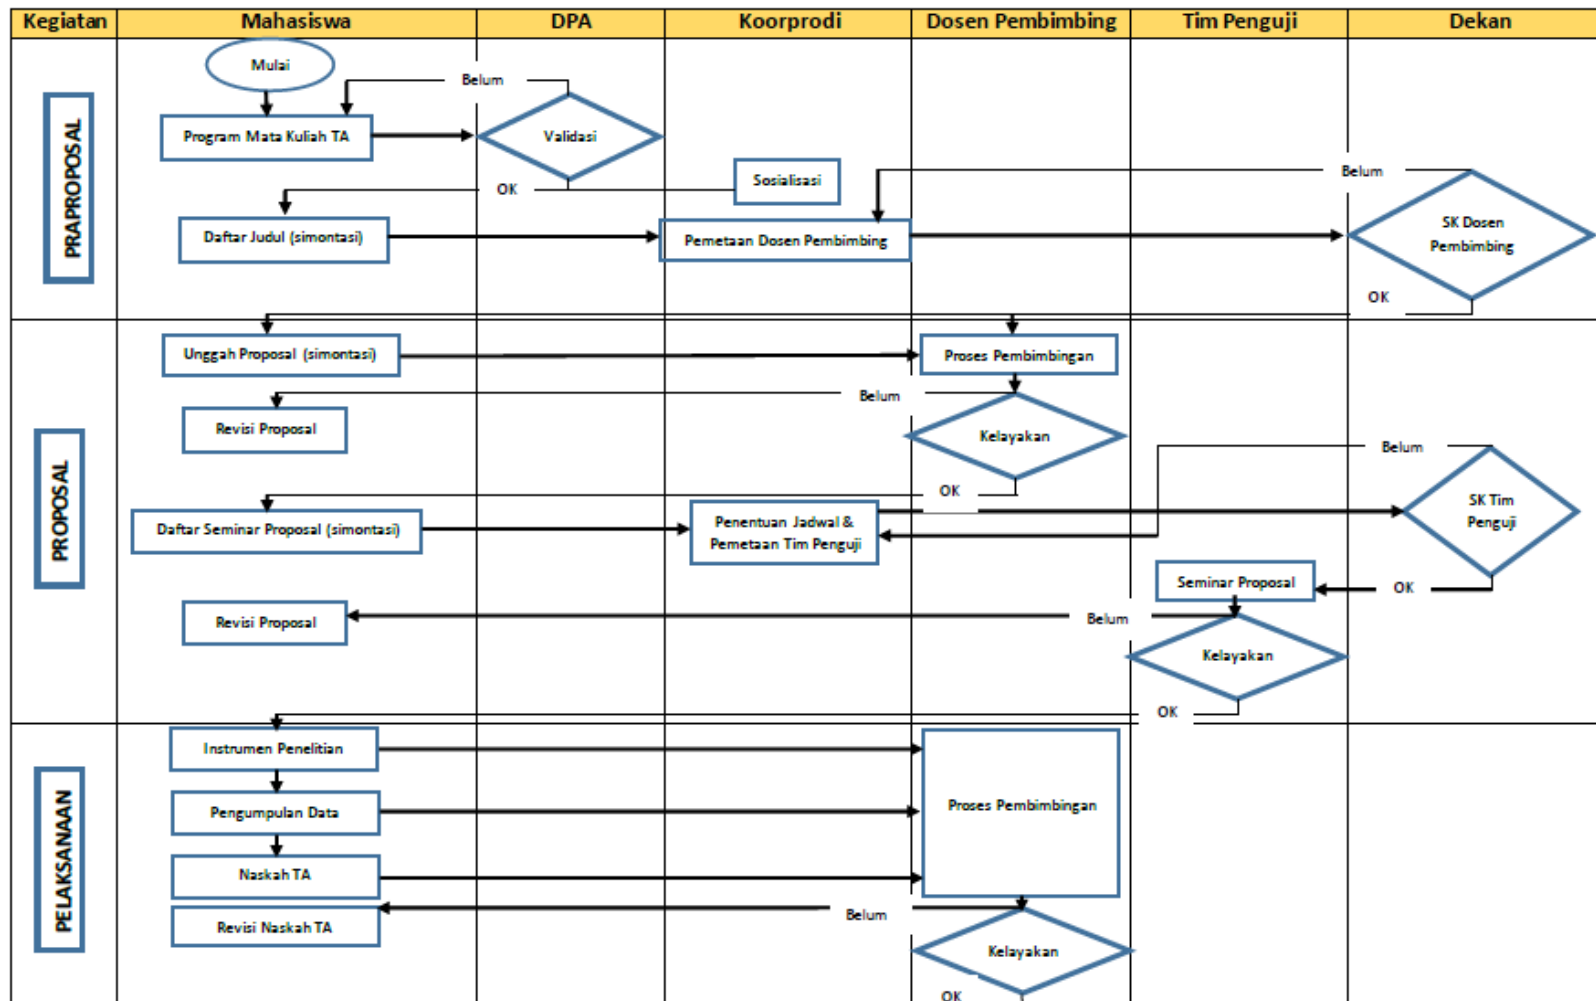 Kegiatan
Mahasiswa
DPA
Koorprodi
Dosen Pembimbing
Tim Penguji
Dekan
PRAPROPOSAL
Mulai
Belum
Program Mata Kuliah TA
Validasi
OK
Sosialisasi
Belum
Daftar Judul (simontasi)
Pemetaan Dosen Pembimbing
SK Dosen
Pembimbing
OK
PROPOSAL
Unggah Proposal (simontasi)
Proses Pembimbingan
Belum
Revisi Proposal
Kelayakan
Belum
OK
Daftar Seminar Proposal (simontasi)
Penentuan Jadwal &
Pemetaan Tim Penguji
SK Tim
Penguji
Seminar Proposal
OK
Revisi Proposal
Belum
Kelayakan
OK
PELAKSANAAN
Instrumen Penelitian
Pengumpulan Data
Proses Pembimbingan
Naskah TA
Belum
Revisi Naskah TA
Kelayakan
OK